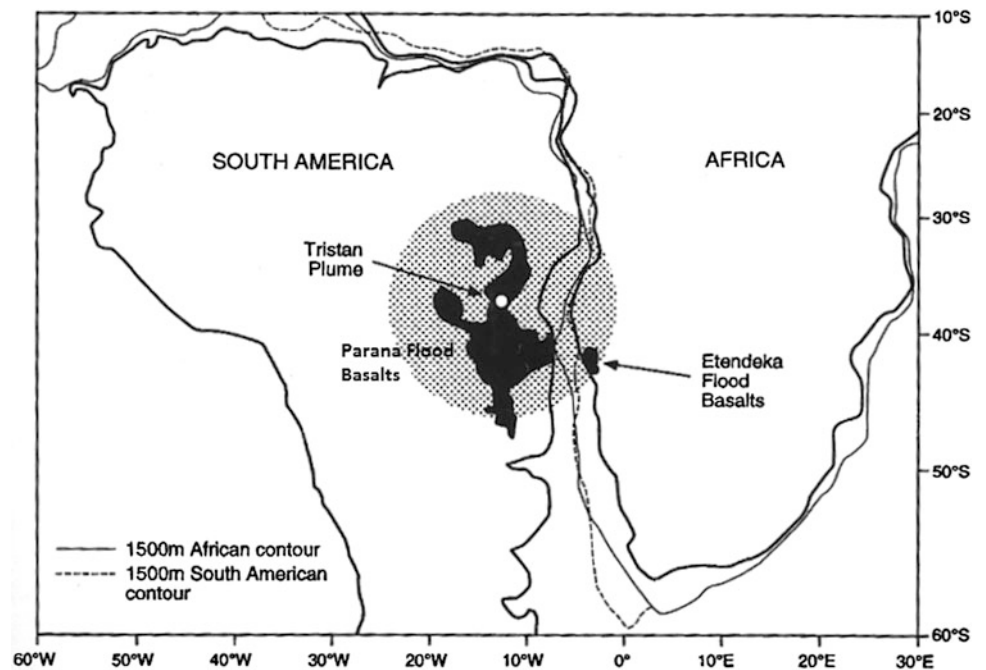 10°S
20°S
SOUTH AMERICA
AFRICA
30°S
Tristan
Plume
40°S
Parana Flood
Basalts
Etendeka
Flood
Basalts
50°S
1500m African contour
1500m South American
contour
60°S
60°W
50°W
40°W
30°W
20°W
10°W
0°
10°E
20°E
30°E